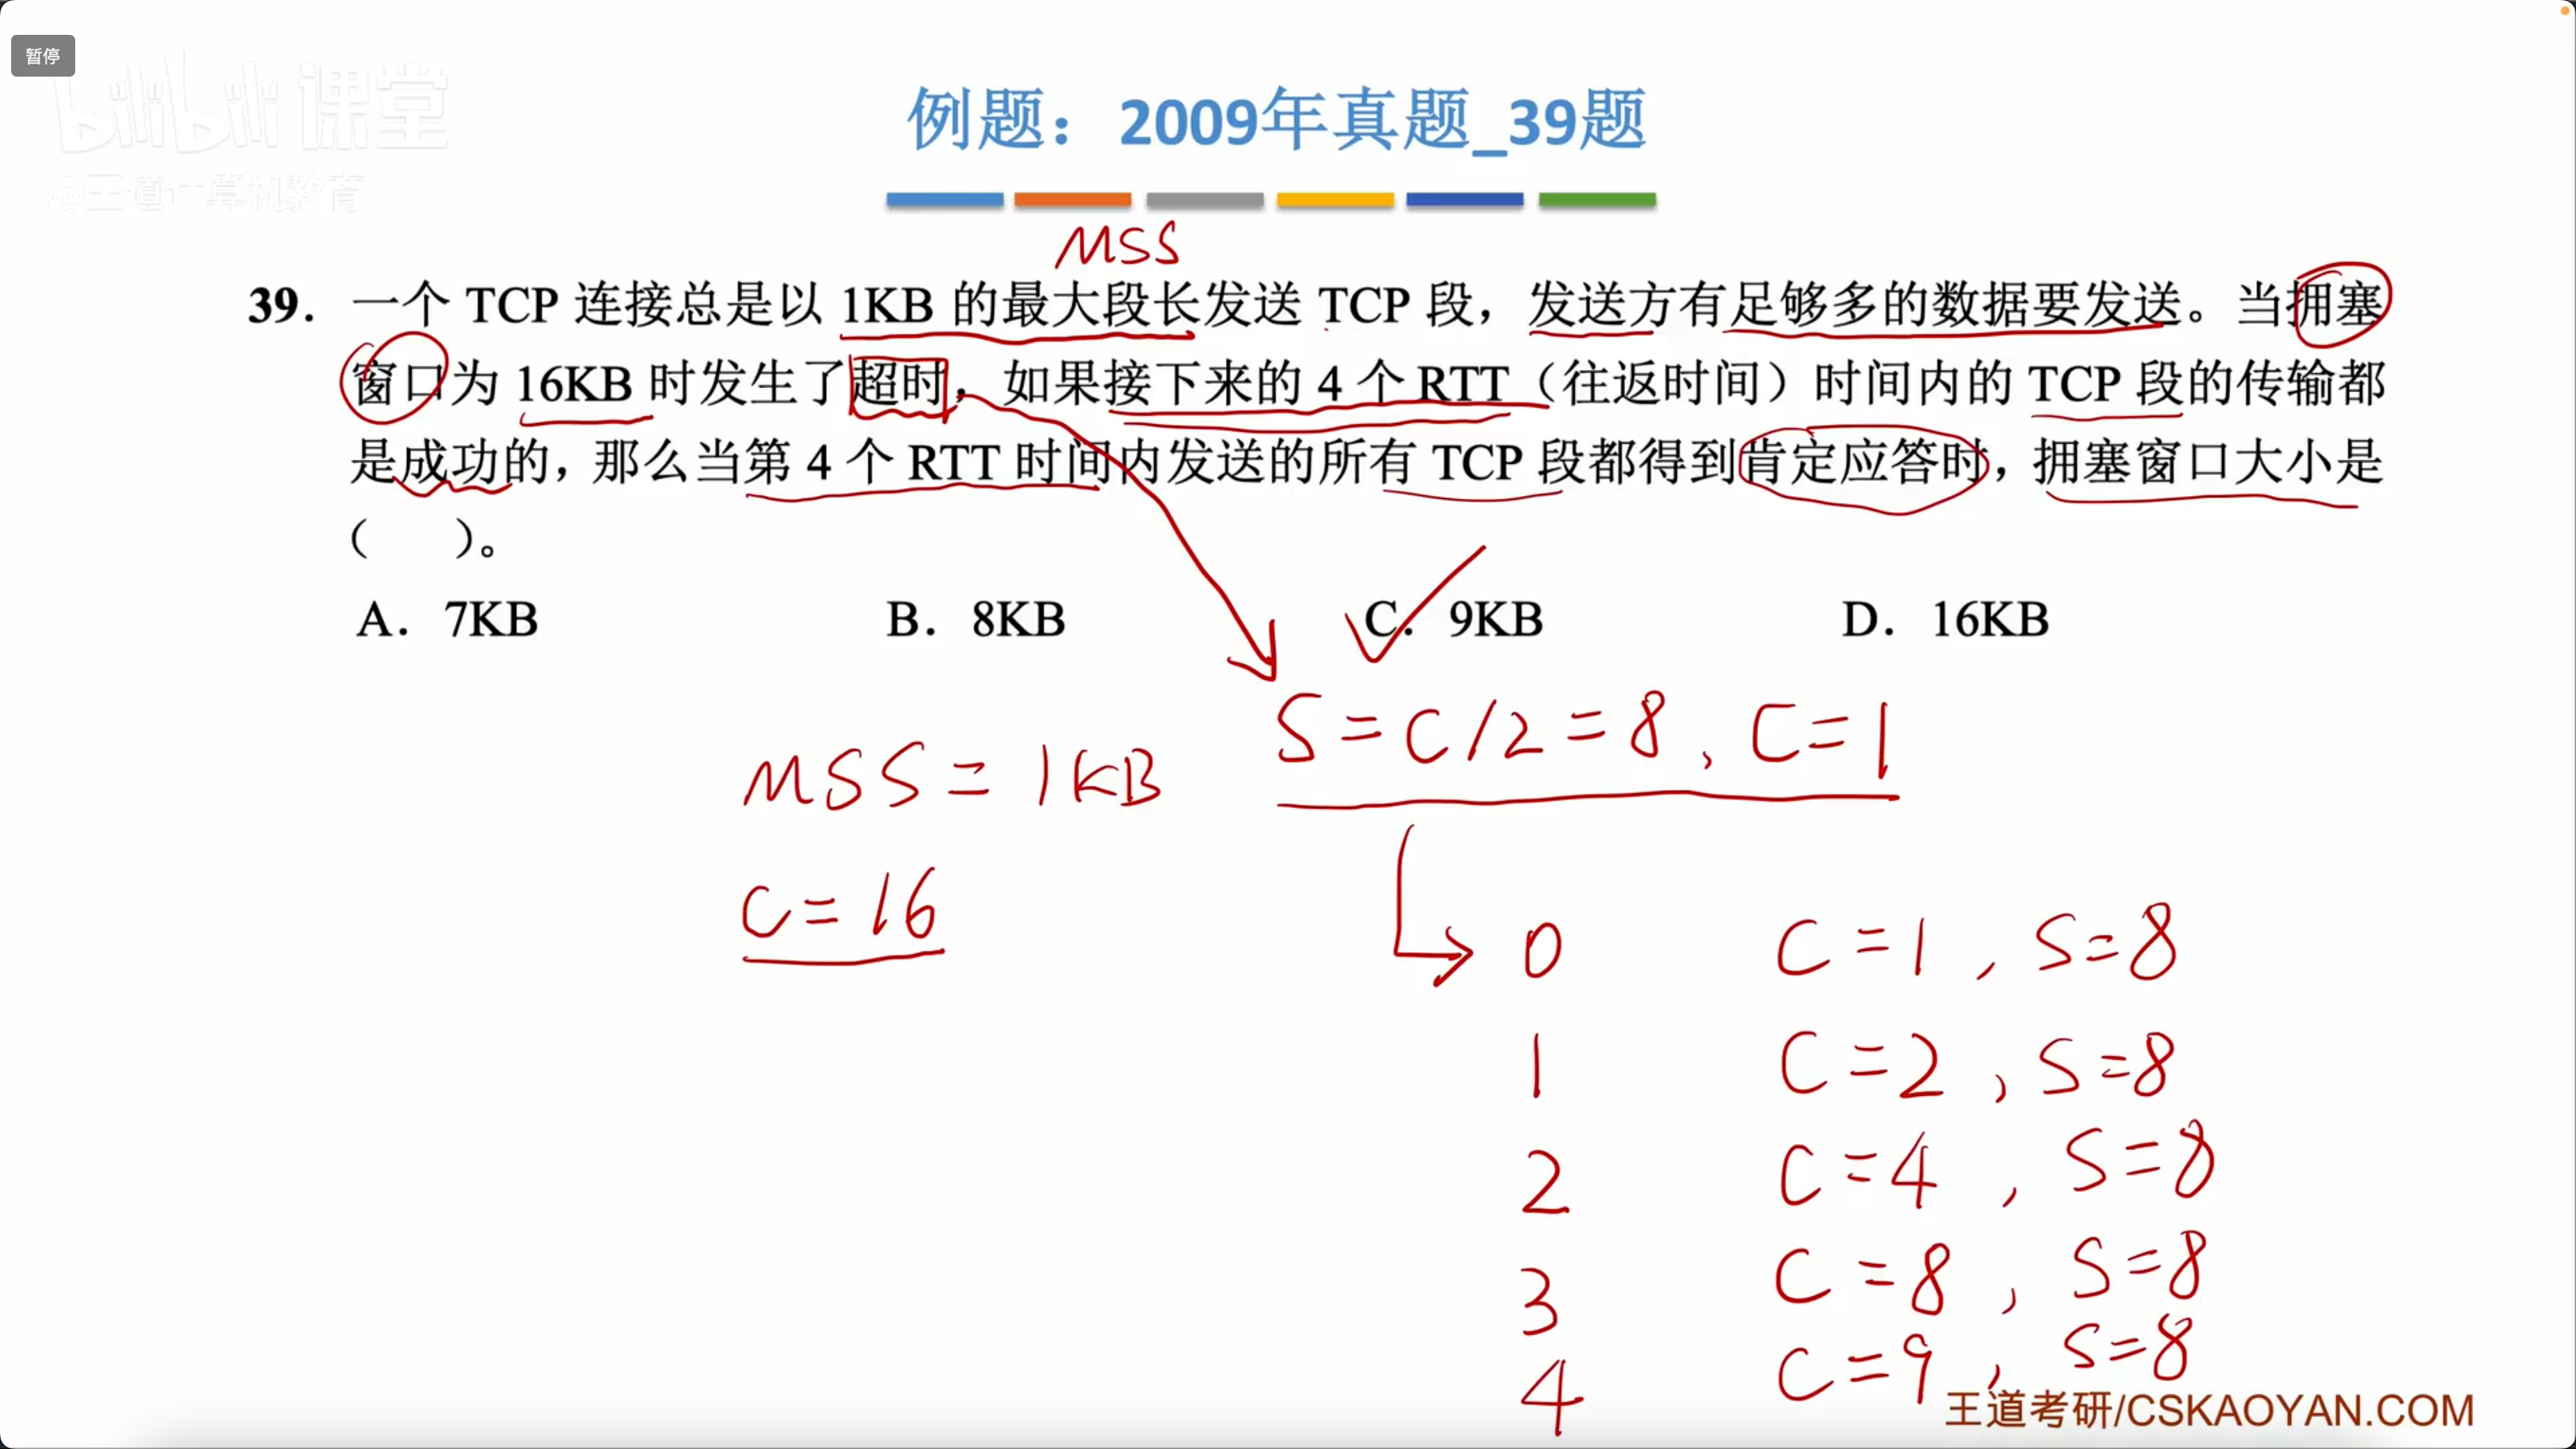 暂停
bilibili课堂
@王道计算机教育
例题：2009年真题_39题
MSS
39. 一个 TCP 连接总是以 1KB 的最大段长发送 TCP 段，发送方有足够多的数据要发送。当拥塞
窗口为 16KB 时发生了超时，如果接下来的 4 个 RTT（往返时间）时间内的 TCP 段的传输都
是成功的，那么当第 4 个 RTT 时间内发送的所有 TCP 段都得到肯定应答时，拥塞窗口大小是
（ ）。
A. 7KB B. 8KB C. 9KB D. 16KB
S=C/2=8, C=1
MSS=1KB
C=16
0 C=1, S=8
1 C=2, S=8
2 C=4, S=8
3 C=8, S=8
4 C=9, S=8
王道考研/CSKAOYAN.COM